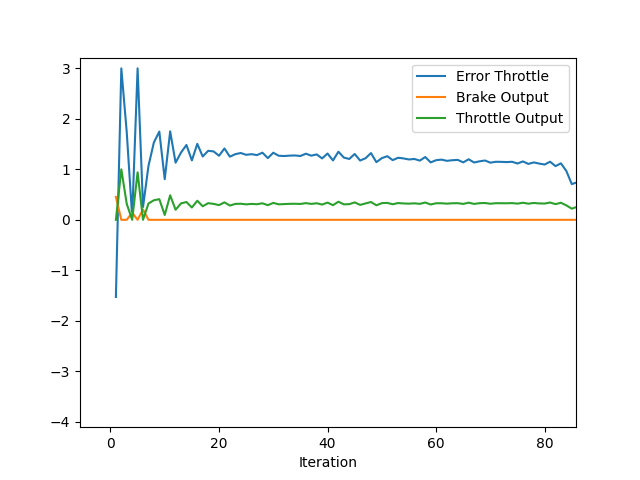 3
2
1
0
−1
−2
−3
−4
0 20 40 60 80
Iteration
Error Throttle
Brake Output
Throttle Output